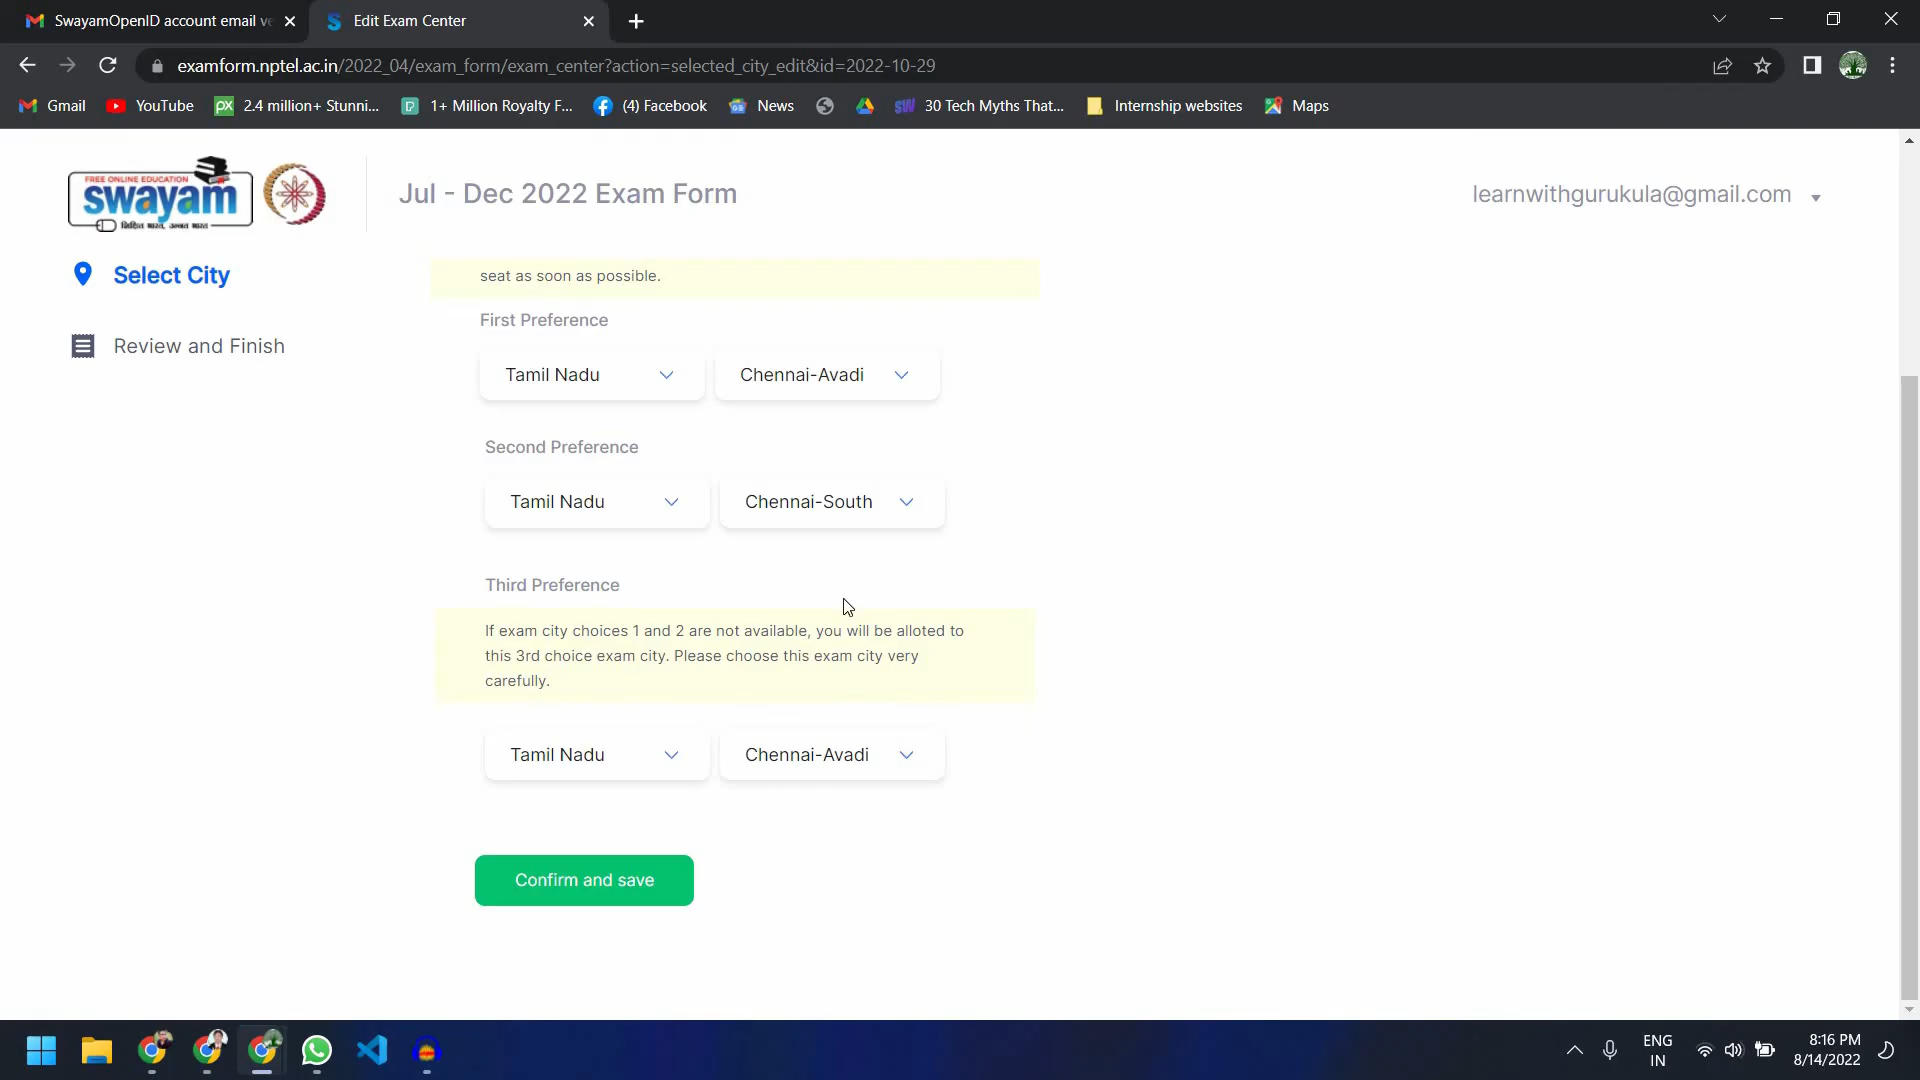 SwayamOpenID account email ve
Edit Exam Center
examform.nptel.ac.in/2022_04/exam_form/exam_center?action=selected_city_edit&id=2022-10-29
Gmail
YouTube
2.4 million+ Stunni...
1+ Million Royalty F...
(4) Facebook
News
30 Tech Myths That...
Internship websites
Maps
FREE ONLINE EDUCATION
swayam
शिक्षित भारत, उन्नत भारत
Jul - Dec 2022 Exam Form
learnwithgurukula@gmail.com
Select City
Review and Finish
seat as soon as possible.
First Preference
Tamil Nadu
Chennai-Avadi
Second Preference
Tamil Nadu
Chennai-South
Third Preference
If exam city choices 1 and 2 are not available, you will be alloted to
this 3rd choice exam city. Please choose this exam city very
carefully.
Tamil Nadu
Chennai-Avadi
Confirm and save
ENG
IN
8:16 PM
8/14/2022